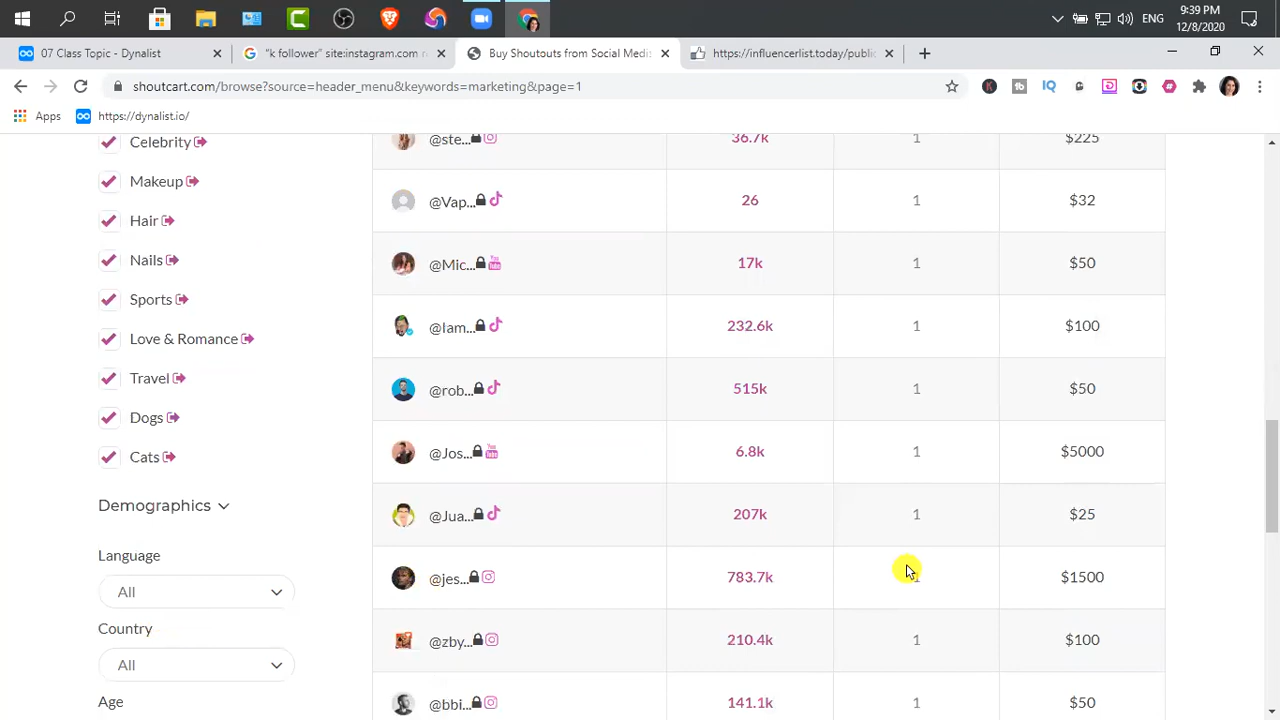 9:39 PM
ENG
12/8/2020
07 Class Topic - Dynalist
"k follower" site:instagram.com r
Buy Shoutouts from Social Medi
https://influencerlist.today/public
shoutcart.com/browse?source=header_menu&keywords=marketing&page=1
Apps
https://dynalist.io/
Celebrity
Makeup
Hair
Nails
Sports
Love & Romance
Travel
Dogs
Cats
Demographics
Language
All
Country
All
Age
@ste... 36.7k 1 $225
@Vap... 26 1 $32
@Mic... 17k 1 $50
@Iam... 232.6k 1 $100
@rob... 515k 1 $50
@Jos... 6.8k 1 $5000
@Jua... 207k 1 $25
@jes... 783.7k 1 $1500
@zby... 210.4k 1 $100
@bbi... 141.1k 1 $50